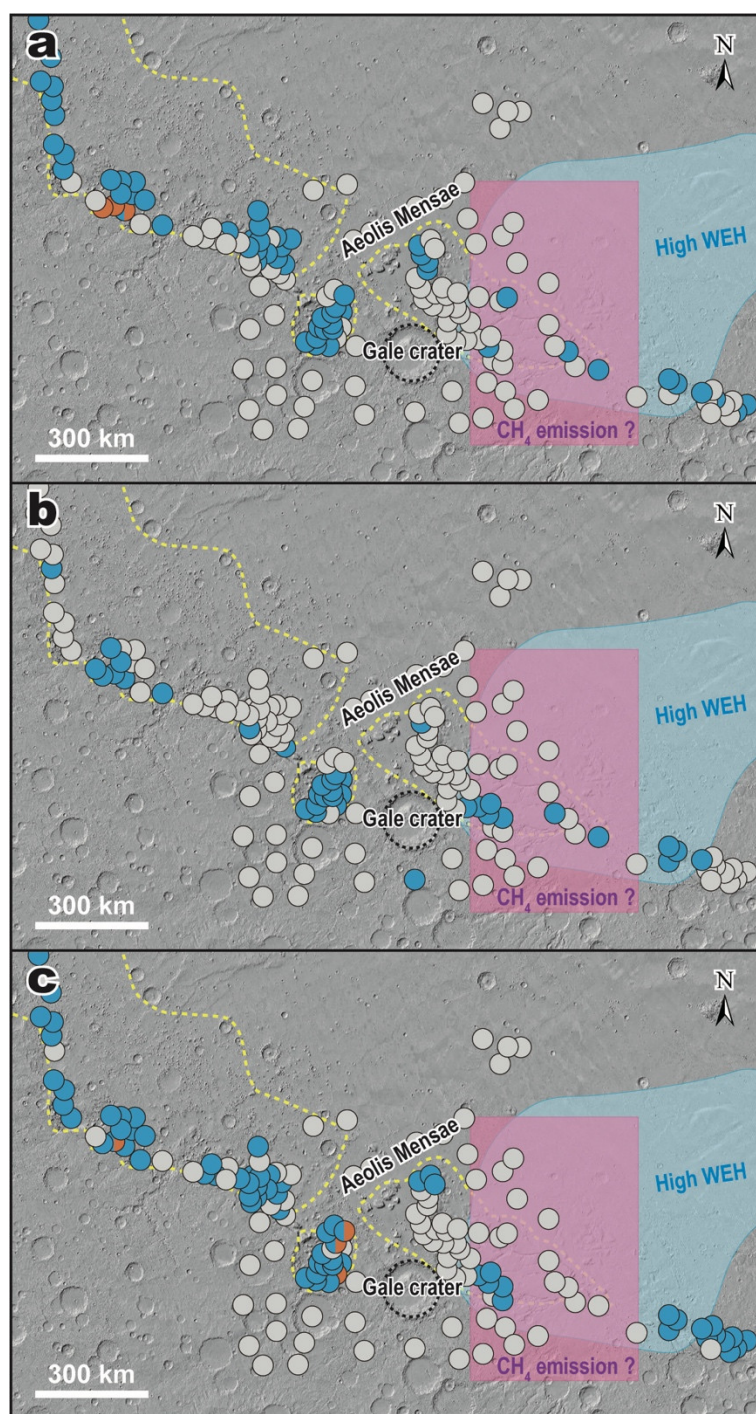 a
N
Aeolis Mensae
High WEH
Gale crater
300 km
CH₄ emission ?
b
N
Aeolis Mensae
High WEH
Gale crater
300 km
CH₄ emission ?
c
N
Aeolis Mensae
High WEH
Gale crater
300 km
CH₄ emission ?